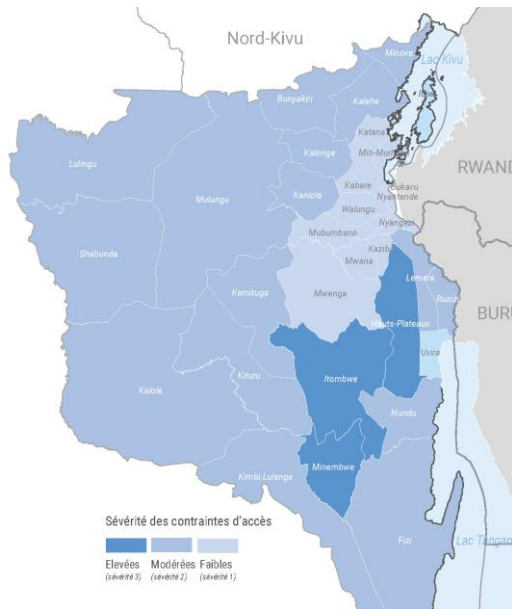 Nord-Kivu
Lac Kivu
Minova
Bunyakiri
Kalehe
Katana
Miti-Mur
Lulingu
Kalonge
Kabare
Bukavu
RWAND
Mulungu
Kaniola
Walungu
Nyantende
Nyangezi
Mubumbano
Kaziba
Shabunda
Mwana
Lemera
Kamituga
Mwenga
Ruzizi
Hauts-Plateaux
BURU
Uvira
Kitutu
Itombwe
Kalole
Nundu
Kimbi Lulenge
Minembwe
Sévérité des contraintes d'accès
Elevées Modérées Faibles
(sévérité 3) (sévérité 2) (sévérité 1)
Fizi
Lac Tangan